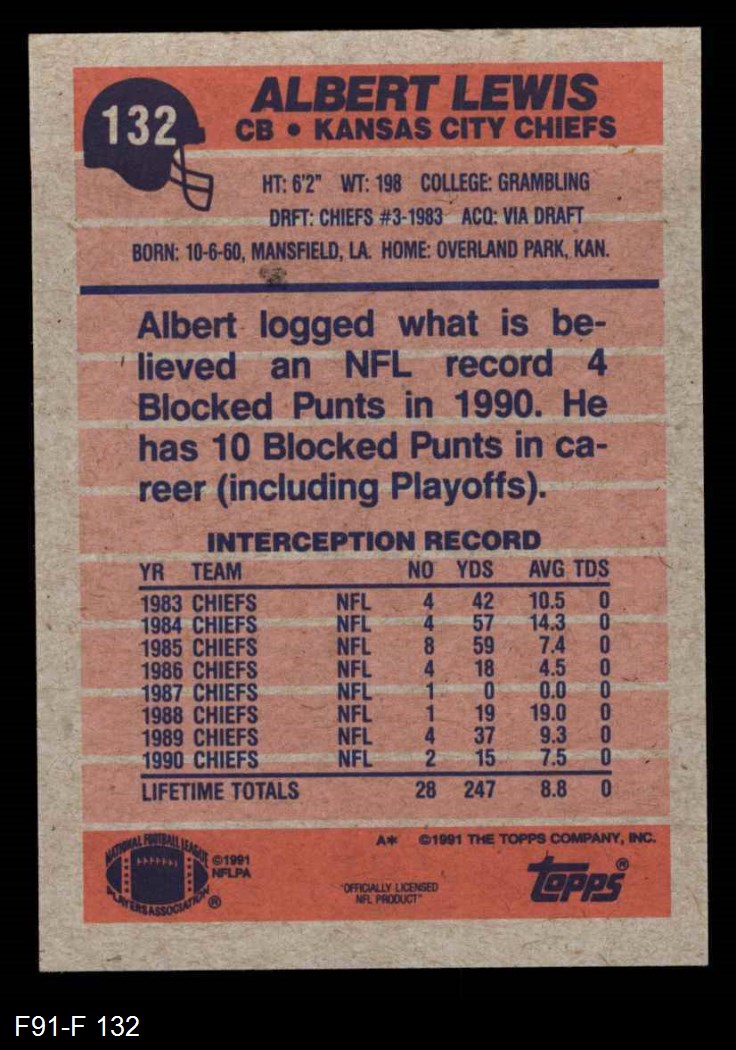 132
ALBERT LEWIS
CB • KANSAS CITY CHIEFS
HT: 6'2" WT: 198 COLLEGE: GRAMBLING
DRFT: CHIEFS #3-1983 ACQ: VIA DRAFT
BORN: 10-6-60, MANSFIELD, LA. HOME: OVERLAND PARK, KAN.
Albert logged what is be-
lieved an NFL record 4
Blocked Punts in 1990. He
has 10 Blocked Punts in ca-
reer (including Playoffs).
INTERCEPTION RECORD
YR TEAM NO YDS AVG TDS
1983 CHIEFS NFL 4 42 10.5 0
1984 CHIEFS NFL 4 57 14.3 0
1985 CHIEFS NFL 8 59 7.4 0
1986 CHIEFS NFL 4 18 4.5 0
1987 CHIEFS NFL 1 0 0.0 0
1988 CHIEFS NFL 1 19 19.0 0
1989 CHIEFS NFL 4 37 9.3 0
1990 CHIEFS NFL 2 15 7.5 0
LIFETIME TOTALS 28 247 8.8 0
A* ©1991 THE TOPPS COMPANY, INC.
NATIONAL FOOTBALL LEAGUE
PLAYERS ASSOCIATION ®
©1991
NFLPA
"OFFICIALLY LICENSED
NFL PRODUCT"
topps®
F91-F 132